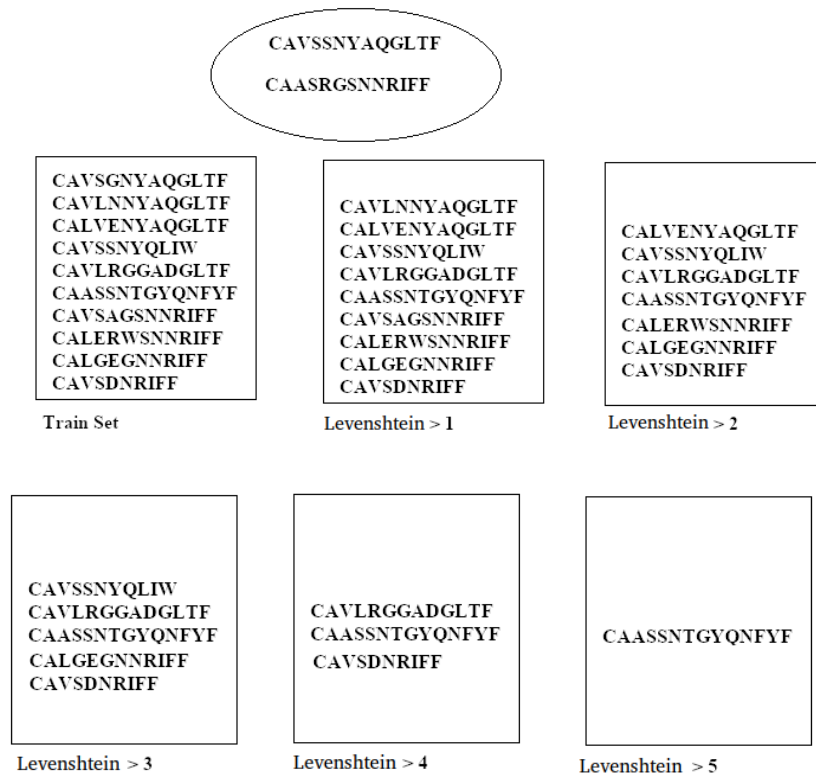 CAVSSNYAQGLTF
CAASRGSNNRIFF
CAVSGNYAQGLTF
CAVLNNYAQGLTF
CALVENYAQGLTF
CAVSSNYQLIW
CAVLRGGADGLTF
CAASSNTGYQNFYF
CAVSAGSNNRIFF
CALERWSNNRIFF
CALGEGNNRIFF
CAVSDNRIFF
Train Set
CAVLNNYAQGLTF
CALVENYAQGLTF
CAVSSNYQLIW
CAVLRGGADGLTF
CAASSNTGYQNFYF
CAVSAGSNNRIFF
CALERWSNNRIFF
CALGEGNNRIFF
CAVSDNRIFF
Levenshtein > 1
CALVENYAQGLTF
CAVSSNYQLIW
CAVLRGGADGLTF
CAASSNTGYQNFYF
CALERWSNNRIFF
CALGEGNNRIFF
CAVSDNRIFF
Levenshtein > 2
CAVSSNYQLIW
CAVLRGGADGLTF
CAASSNTGYQNFYF
CALGEGNNRIFF
CAVSDNRIFF
Levenshtein > 3
CAVLRGGADGLTF
CAASSNTGYQNFYF
CAVSDNRIFF
Levenshtein > 4
CAASSNTGYQNFYF
Levenshtein > 5